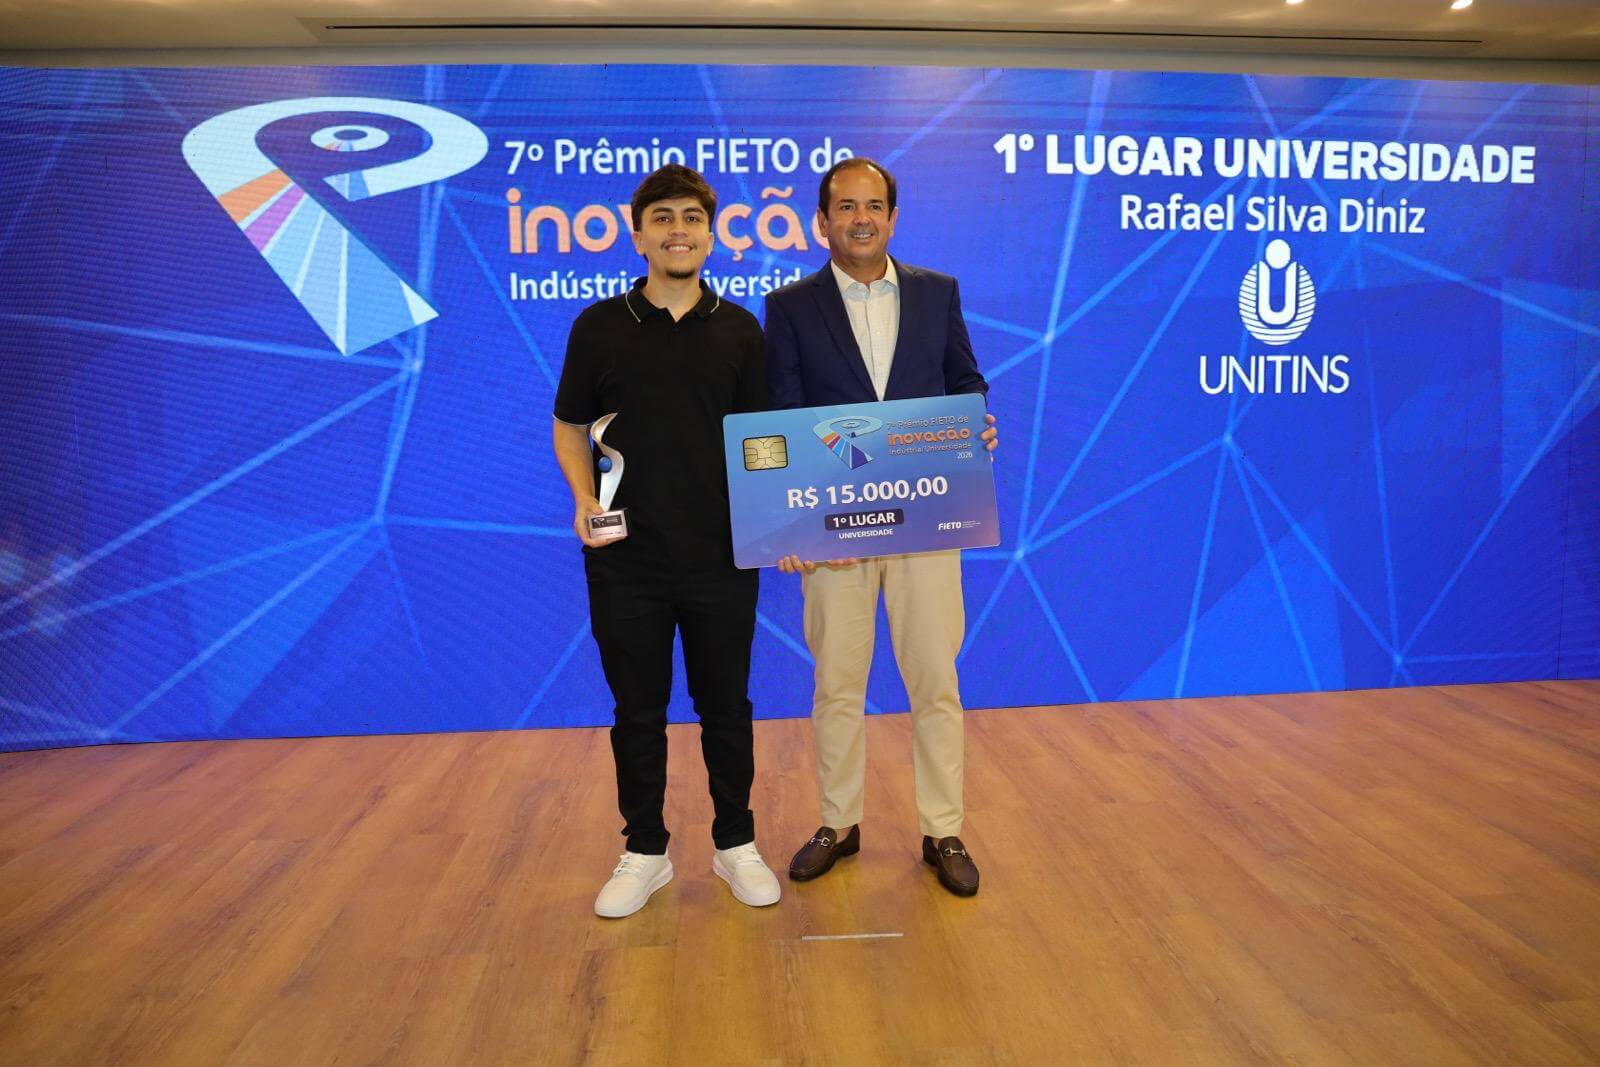 7º Prêmio FIETO de
inovação
Indústria
1º LUGAR UNIVERSIDADE
Rafael Silva Diniz
UNITINS
7º Prêmio FIETO de
inovação
Indústria/Universidade
2026
R$ 15.000,00
1º LUGAR
UNIVERSIDADE
FIETO